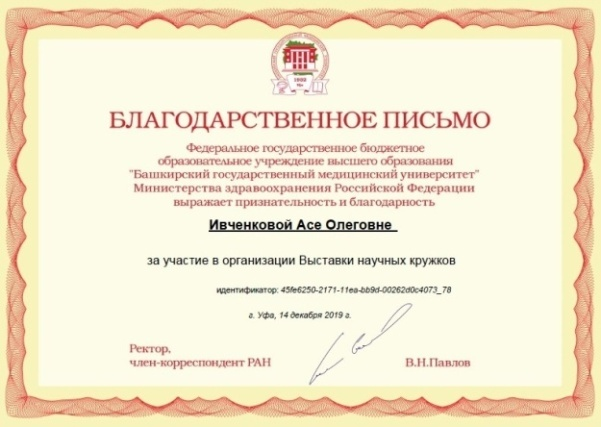 1932
БЛАГОДАРСТВЕННОЕ ПИСЬМО
Федеральное государственное бюджетное
образовательное учреждение высшего образования
"Башкирский государственный медицинский университет"
Министерства здравоохранения Российской Федерации
выражает признательность и благодарность
Ивченковой Асе Олеговне
за участие в организации Выставки научных кружков
идентификатор: 45fe6250-2171-11ea-bb9d-00262d0c4073_78
г. Уфа, 14 декабря 2019 г.
Ректор,
член-корреспондент РАН
В.Н.Павлов